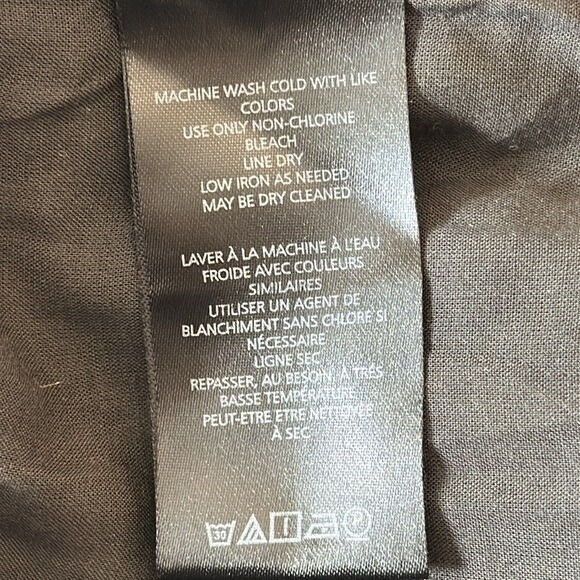 MACHINE WASH COLD WITH LIKE
COLORS
USE ONLY NON-CHLORINE
BLEACH
LINE DRY
LOW IRON AS NEEDED
MAY BE DRY CLEANED
LAVER À LA MACHINE À L'EAU
FROIDE AVEC COULEURS
SIMILAIRES
UTILISER UN AGENT DE
BLANCHIMENT SANS CHLORE SI
NÉCESSAIRE
LIGNE SEC
REPASSER, AU BESOIN, À TRÈS
BASSE TEMPÉRATURE
PEUT-ETRE ETRE NETTOYÉE
À SEC
30 P